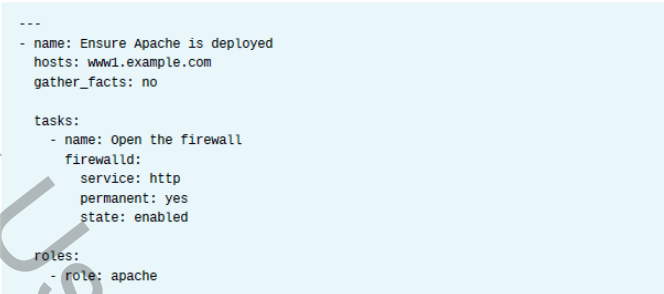 ---
- name: Ensure Apache is deployed
  hosts: www1.example.com
  gather_facts: no

  tasks:
    - name: Open the firewall
      firewalld:
        service: http
        permanent: yes
        state: enabled

  roles:
    - role: apache